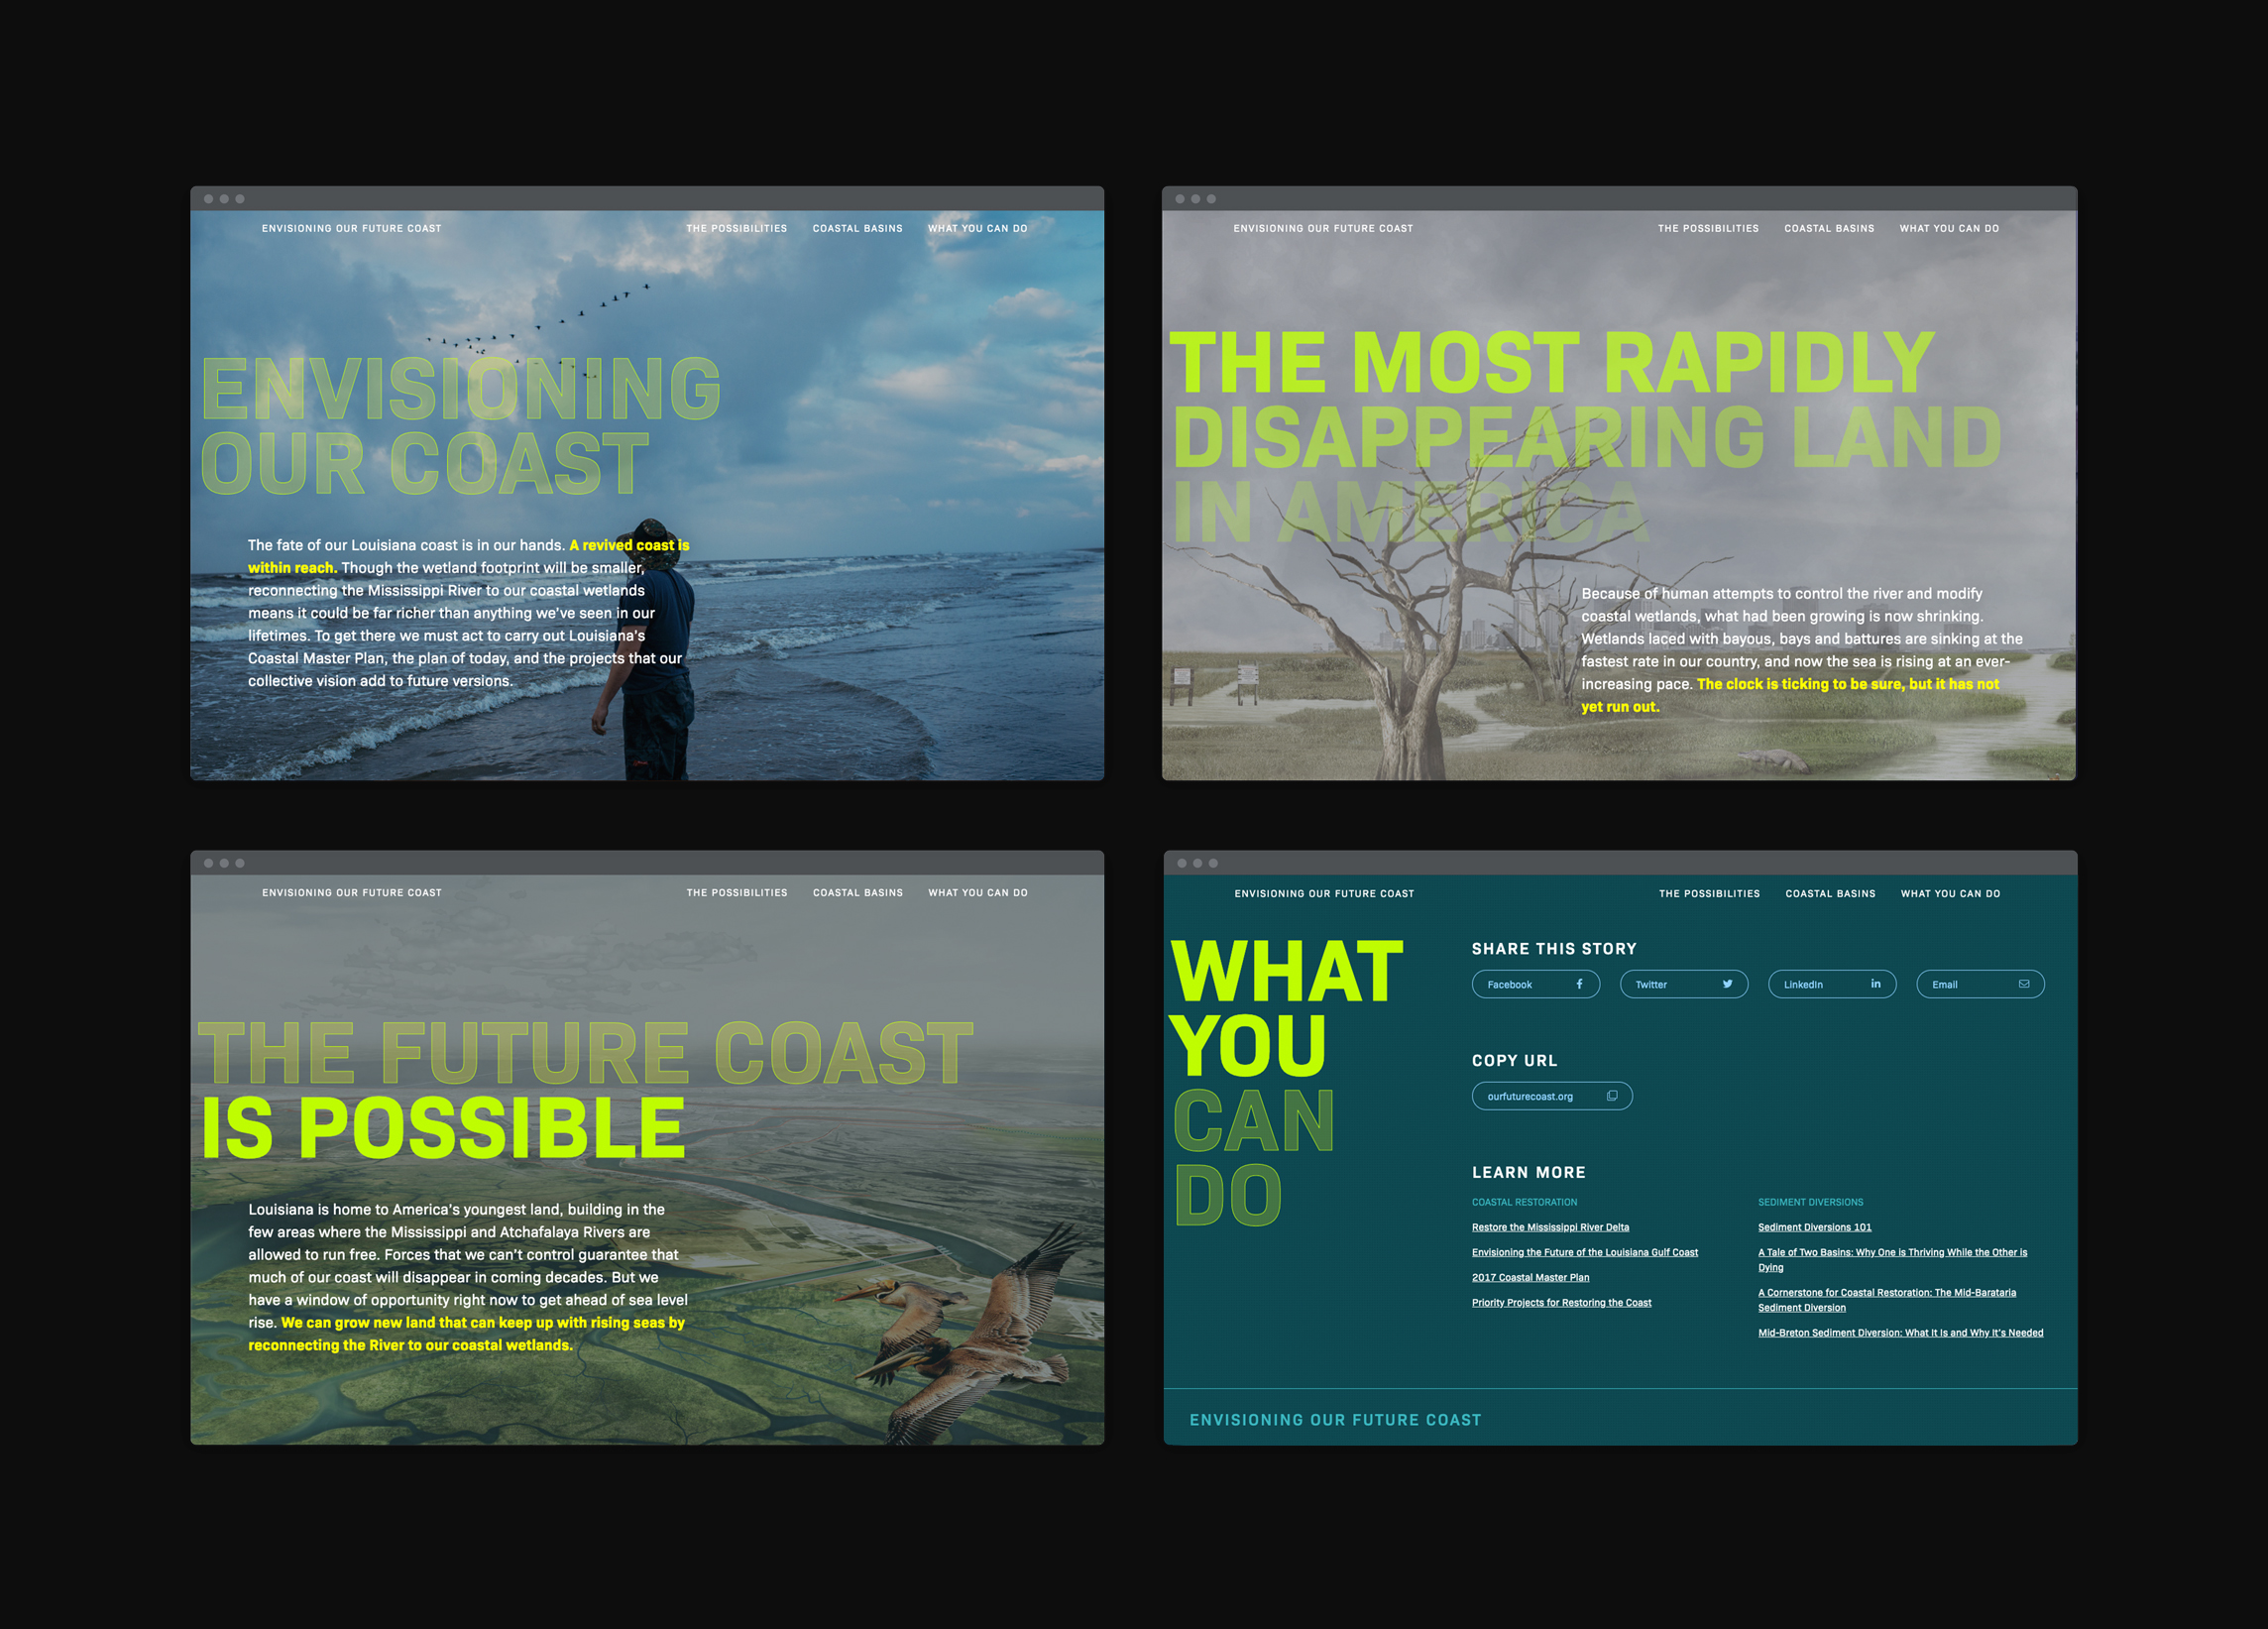 ENVISIONING OUR FUTURE COAST
THE POSSIBILITIES
COASTAL BASINS
WHAT YOU CAN DO
ENVISIONING
OUR COAST
The fate of our Louisiana coast is in our hands. A revived coast is
within reach. Though the wetland footprint will be smaller,
reconnecting the Mississippi River to our coastal wetlands
means it could be far richer than anything we've seen in our
lifetimes. To get there we must act to carry out Louisiana's
Coastal Master Plan, the plan of today, and the projects that our
collective vision add to future versions.
ENVISIONING OUR FUTURE COAST
THE POSSIBILITIES
COASTAL BASINS
WHAT YOU CAN DO
THE MOST RAPIDLY
DISAPPEARING LAND
IN AMERICA
Because of human attempts to control the river and modify
coastal wetlands, what had been growing is now shrinking.
Wetlands laced with bayous, bays and battures are sinking at the
fastest rate in our country, and now the sea is rising at an ever-
increasing pace. The clock is ticking to be sure, but it has not
yet run out.
ENVISIONING OUR FUTURE COAST
THE POSSIBILITIES
COASTAL BASINS
WHAT YOU CAN DO
THE FUTURE COAST
IS POSSIBLE
Louisiana is home to America's youngest land, building in the
few areas where the Mississippi and Atchafalaya Rivers are
allowed to run free. Forces that we can't control guarantee that
much of our coast will disappear in coming decades. But we
have a window of opportunity right now to get ahead of sea level
rise. We can grow new land that can keep up with rising seas by
reconnecting the River to our coastal wetlands.
ENVISIONING OUR FUTURE COAST
THE POSSIBILITIES
COASTAL BASINS
WHAT YOU CAN DO
WHAT
YOU
CAN
DO
SHARE THIS STORY
Facebook
Twitter
LinkedIn
Email
COPY URL
ourfuturecoast.org
LEARN MORE
COASTAL RESTORATION
Restore the Mississippi River Delta
Envisioning the Future of the Louisiana Gulf Coast
2017 Coastal Master Plan
Priority Projects for Restoring the Coast
SEDIMENT DIVERSIONS
Sediment Diversions 101
A Tale of Two Basins: Why One is Thriving While the Other is
Dying
A Cornerstone for Coastal Restoration: The Mid-Barataria
Sediment Diversion
Mid-Breton Sediment Diversion: What It Is and Why It's Needed
ENVISIONING OUR FUTURE COAST